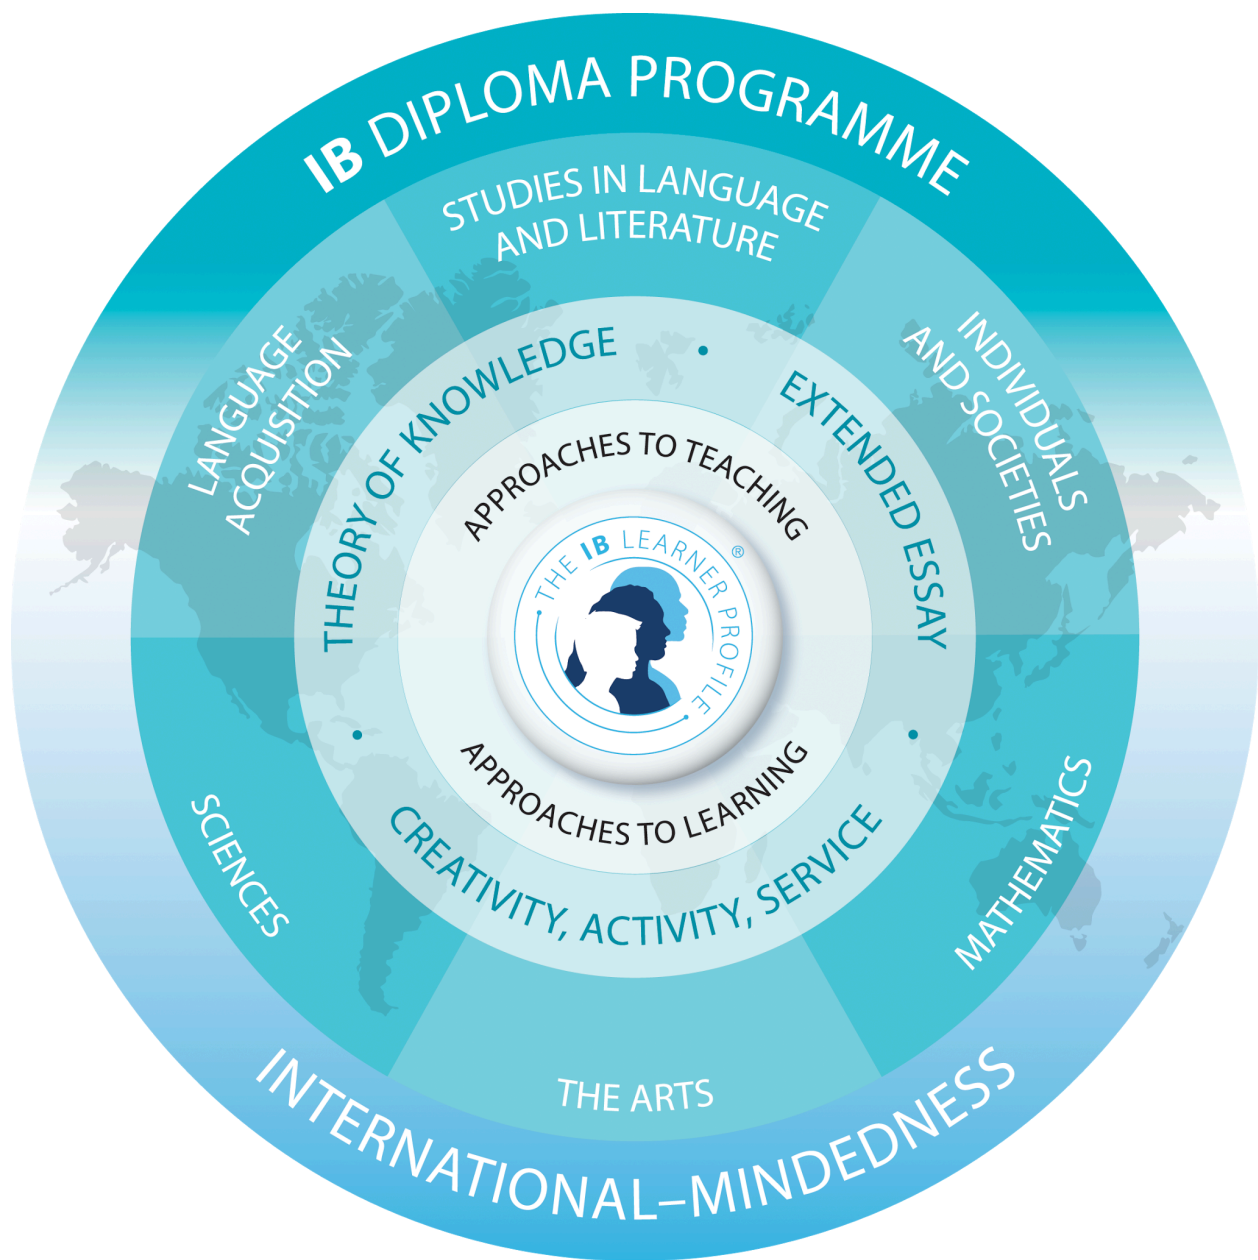 IB DIPLOMA PROGRAMME
STUDIES IN LANGUAGE
AND LITERATURE
LANGUAGE
ACQUISITION
INDIVIDUALS
AND SOCIETIES
THEORY OF KNOWLEDGE
•
EXTENDED ESSAY
•
APPROACHES TO TEACHING
• THE IB LEARNER PROFILE •
®
APPROACHES TO LEARNING
•
CREATIVITY, ACTIVITY, SERVICE
SCIENCES
MATHEMATICS
THE ARTS
INTERNATIONAL–MINDEDNESS